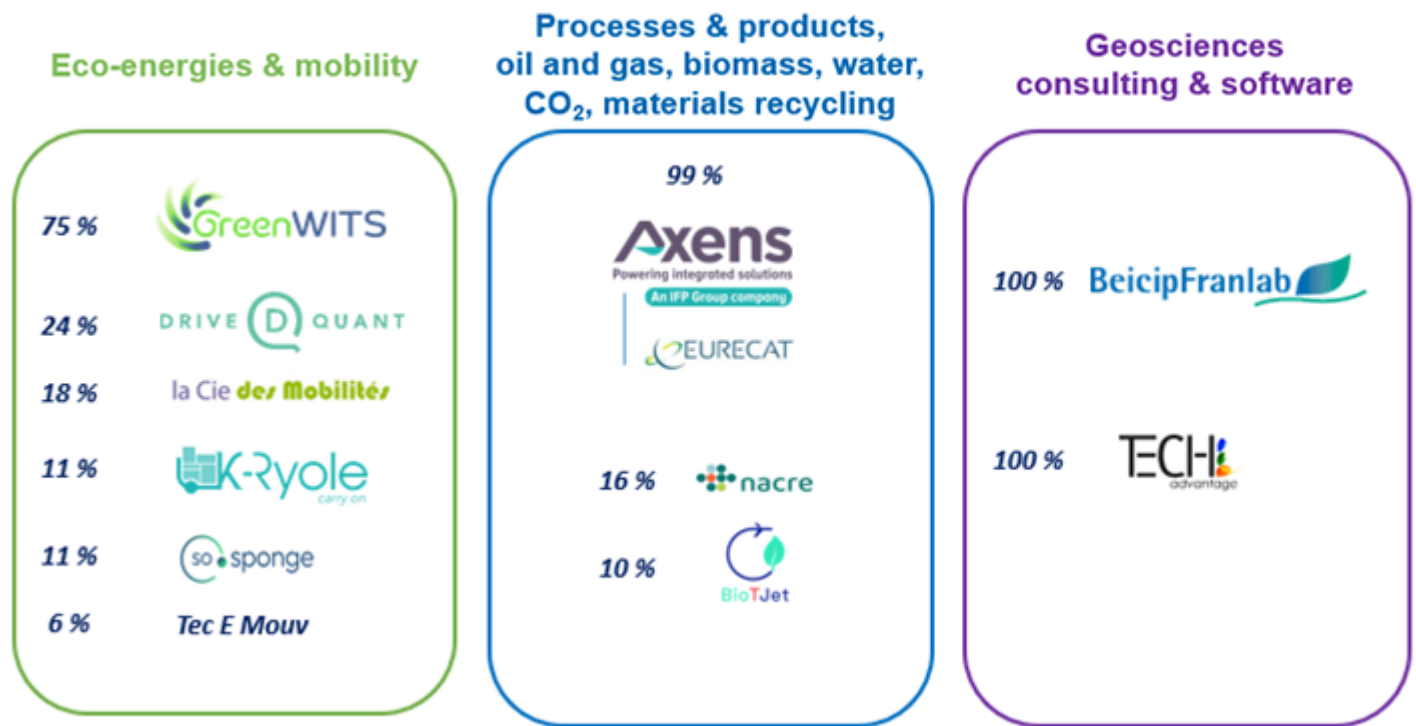 Eco-energies & mobility
75 %
GreenWITS
24 %
DRIVE D QUANT
18 %
la Cie des Mobilités
11 %
K-Ryole
carry on
11 %
so sponge
6 %
Tec E Mouv
Processes & products,
oil and gas, biomass, water,
CO₂, materials recycling
99 %
Axens
Powering integrated solutions
An IFP Group company
EURECAT
16 %
nacre
10 %
BioTJet
Geosciences
consulting & software
100 %
BeicipFranlab
100 %
TECH
advantage